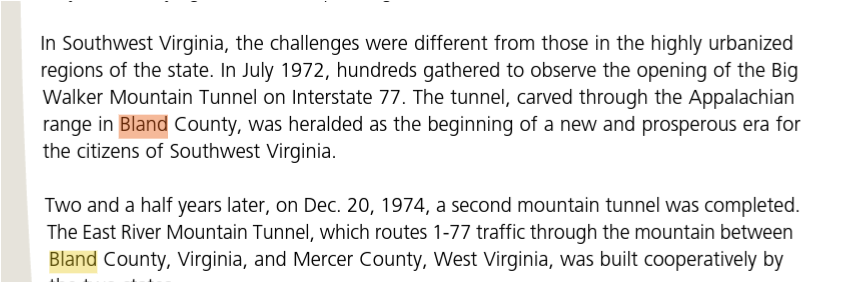 In Southwest Virginia, the challenges were different from those in the highly urbanized
regions of the state. In July 1972, hundreds gathered to observe the opening of the Big
Walker Mountain Tunnel on Interstate 77. The tunnel, carved through the Appalachian
range in Bland County, was heralded as the beginning of a new and prosperous era for
the citizens of Southwest Virginia.
Two and a half years later, on Dec. 20, 1974, a second mountain tunnel was completed.
The East River Mountain Tunnel, which routes 1-77 traffic through the mountain between
Bland County, Virginia, and Mercer County, West Virginia, was built cooperatively by